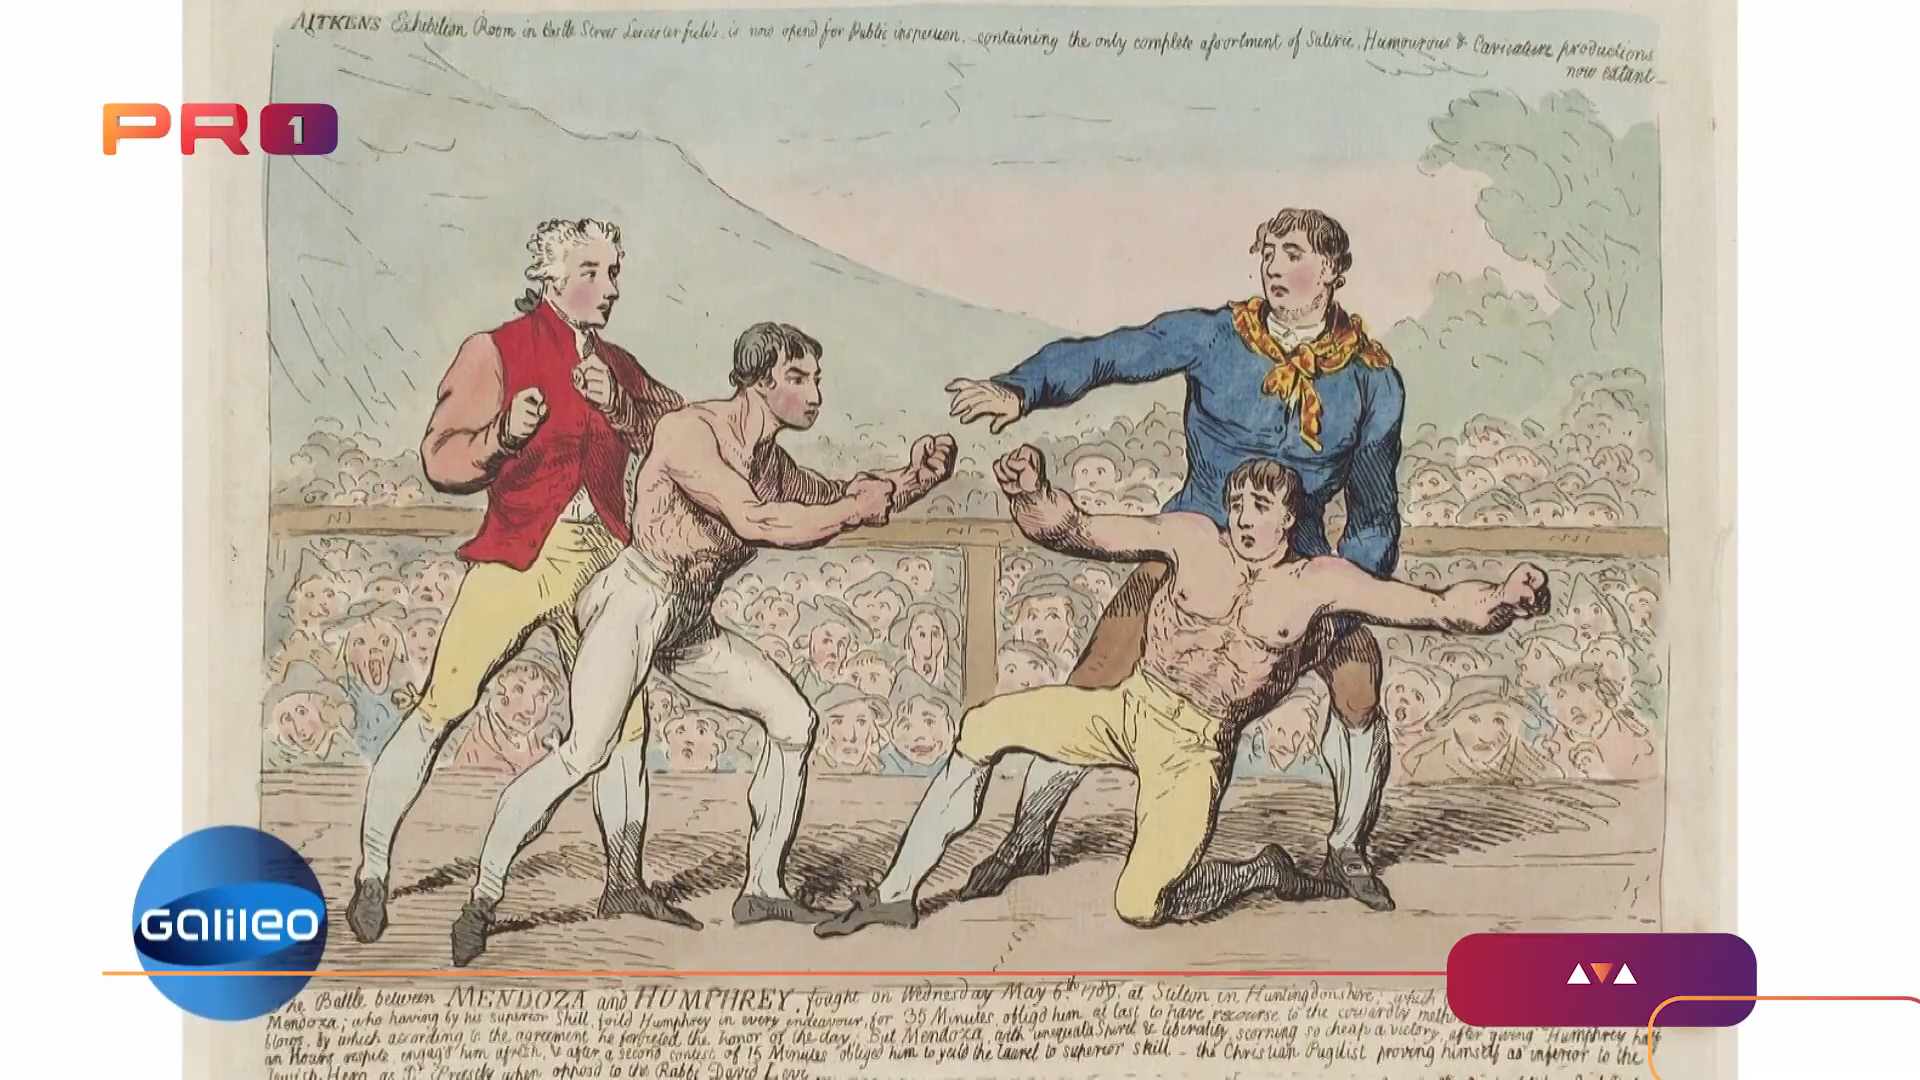 AITKENS Exhibition Room in Castle Street Leicester fields, is now opend for Public inspection, containing the only complete assortment of Satiric, Humourous & Caricature productions
now extant
PRO 1
GALILEO
The Battle between MENDOZA and HUMPHREY, fought on Wednesday May 6th 1789, at Stilton in Huntingdonshire, which
Mendoza; who having by his superior skill, foild Humphrey in every endeavour, for 35 Minutes, obligd him at last to have recourse to the cowardly
blows, by which according to the agreement he forfeited the honor of the day, But Mendoza, with unequald Spirit & liberality, scorning so cheap a victory, after giving Humphrey half
an Hours respite, engag'd him afresh, & after a second contest of 15 Minutes obliged him to yeild the laurel to superior skill – the Christian Pugilist proving himself as inferior to the
Jewish Hero as Dr Priestly when oppos'd to the Rabbi David Levi